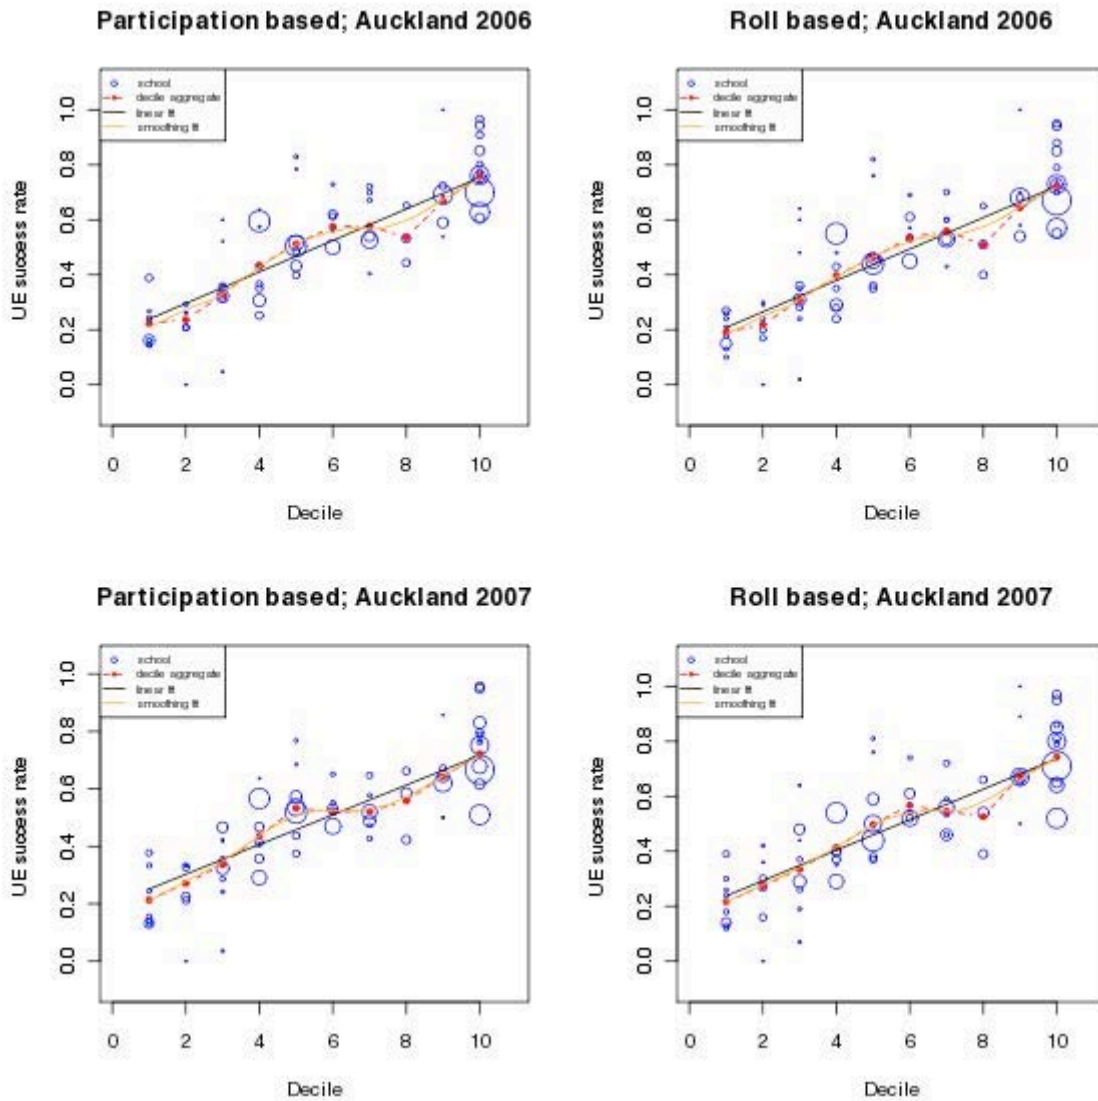 Participation based; Auckland 2006
school
decile aggregate
linear fit
smoothing fit
UE success rate
0.0 0.2 0.4 0.6 0.8 1.0
0 2 4 6 8 10
Decile
Roll based; Auckland 2006
school
decile aggregate
linear fit
smoothing fit
UE success rate
0.0 0.2 0.4 0.6 0.8 1.0
0 2 4 6 8 10
Decile
Participation based; Auckland 2007
school
decile aggregate
linear fit
smoothing fit
UE success rate
0.0 0.2 0.4 0.6 0.8 1.0
0 2 4 6 8 10
Decile
Roll based; Auckland 2007
school
decile aggregate
linear fit
smoothing fit
UE success rate
0.0 0.2 0.4 0.6 0.8 1.0
0 2 4 6 8 10
Decile